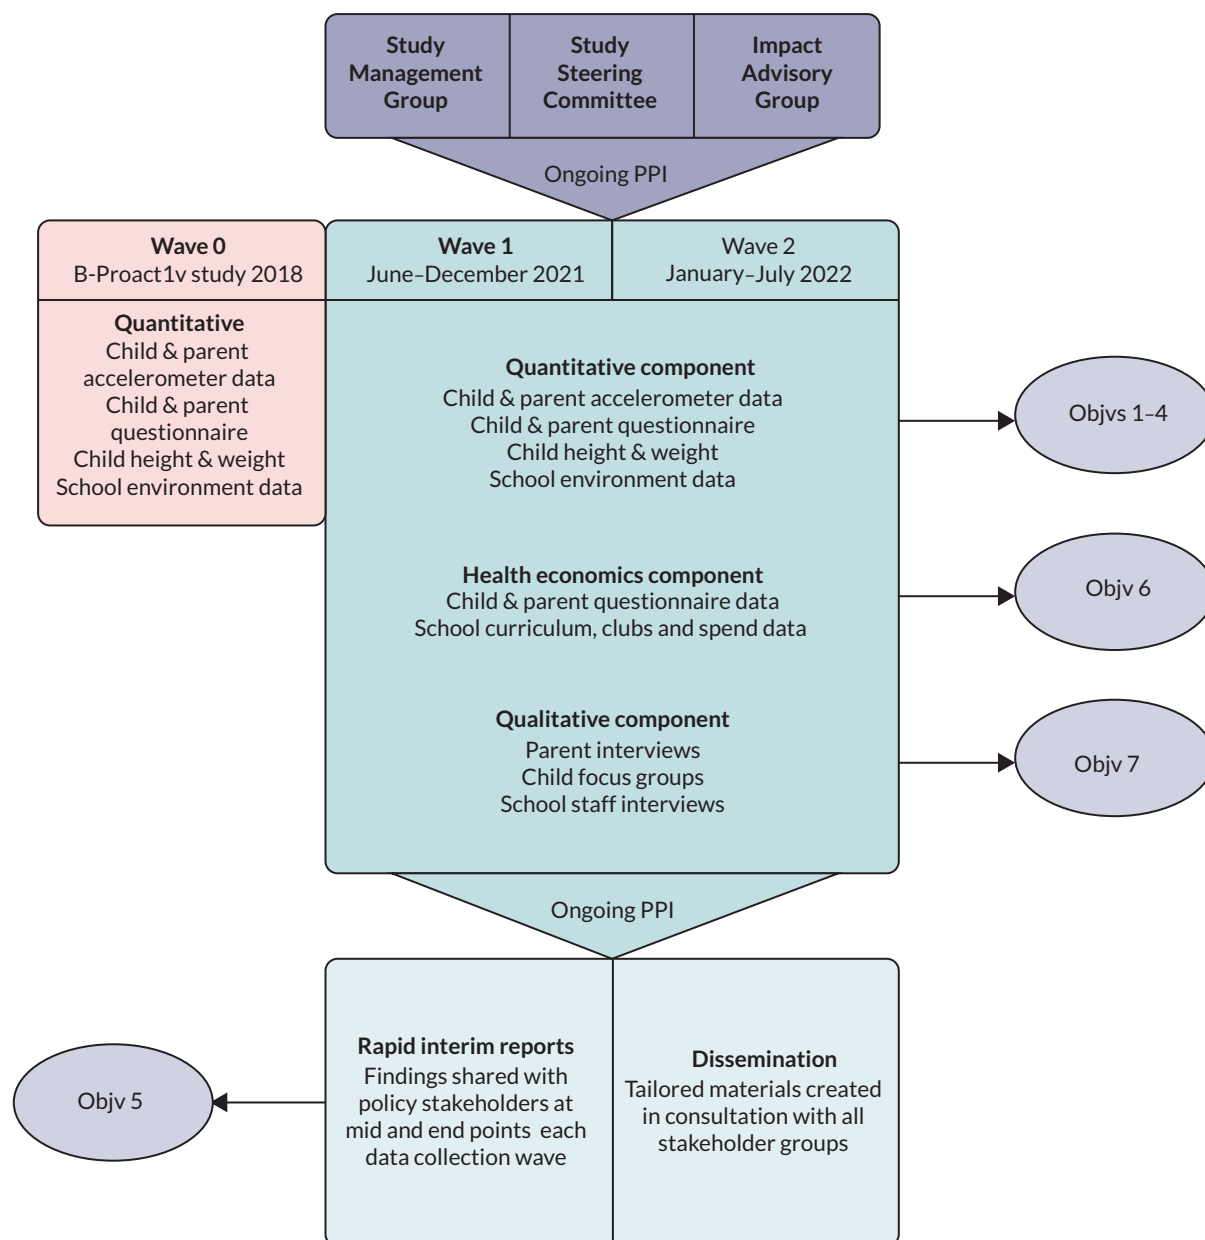 Study
Management
Group
Study
Steering
Committee
Impact
Advisory
Group
Ongoing PPI
Wave 0
B-Proact1v study 2018
Wave 1
June–December 2021
Wave 2
January–July 2022
Quantitative
Child & parent
accelerometer data
Child & parent
questionnaire
Child height & weight
School environment data
Quantitative component
Child & parent accelerometer data
Child & parent questionnaire
Child height & weight
School environment data
Objvs 1–4
Health economics component
Child & parent questionnaire data
School curriculum, clubs and spend data
Objv 6
Qualitative component
Parent interviews
Child focus groups
School staff interviews
Objv 7
Ongoing PPI
Objv 5
Rapid interim reports
Findings shared with
policy stakeholders at
mid and end points each
data collection wave
Dissemination
Tailored materials created
in consultation with all
stakeholder groups